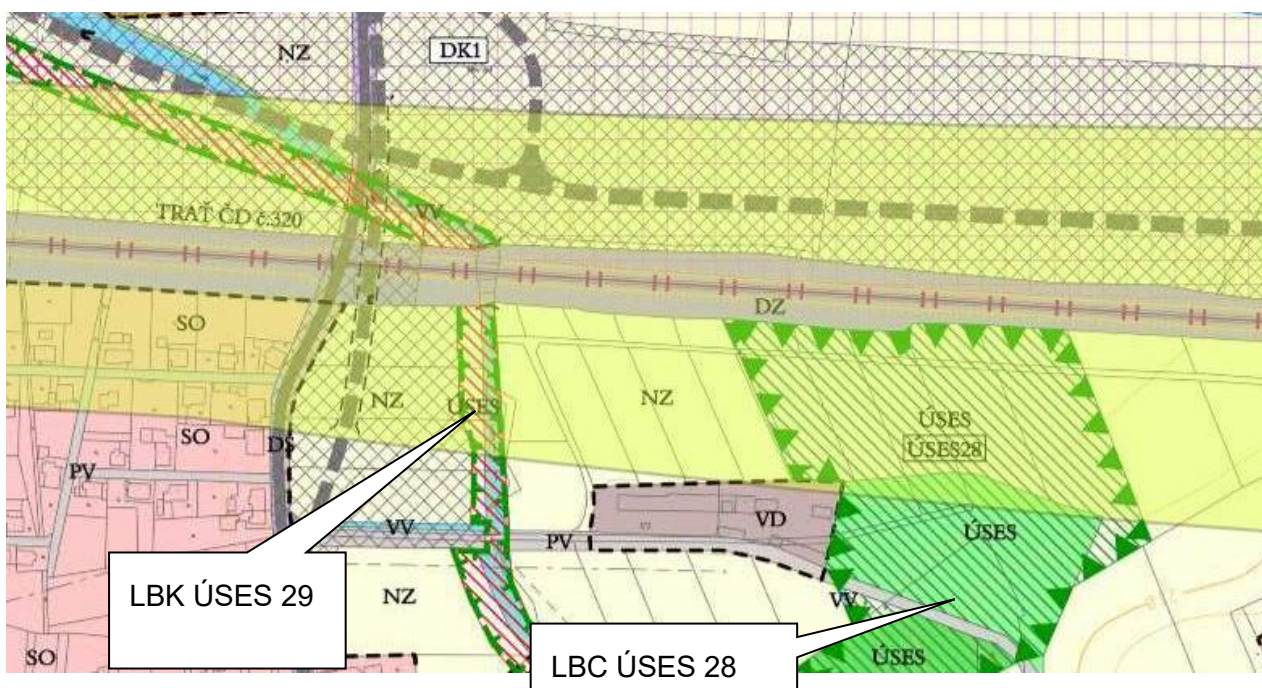 NZ
DK1
TRAŤ ČD č.320
VV
DZ
SO
NZ
ÚSES
NZ
ÚSES
ÚSES28
SO
DS
PV
VD
ÚSES
VV
PV
LBK ÚSES 29
NZ
VV
LBC ÚSES 28
ÚSES
SO